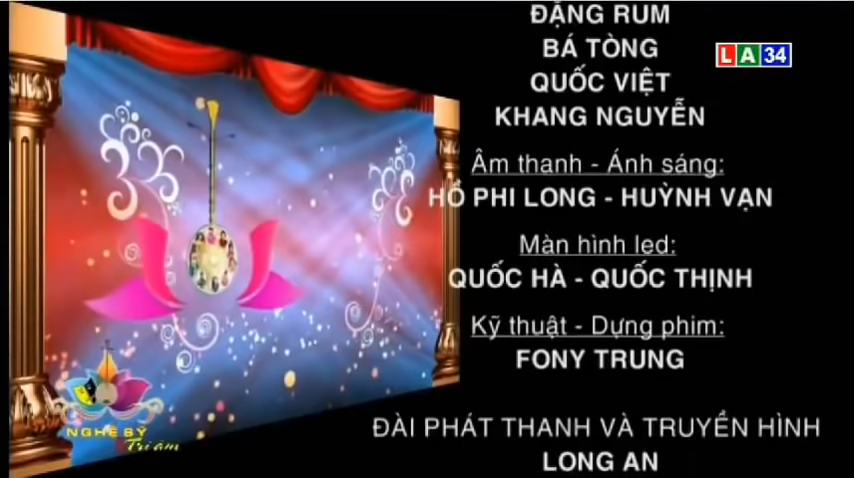 ĐẶNG RUM
BÁ TÒNG
LA34
QUỐC VIỆT
KHANG NGUYỄN
Âm thanh - Ánh sáng:
HỒ PHI LONG - HUỲNH VẠN
Màn hình led:
QUỐC HÀ - QUỐC THỊNH
Kỹ thuật - Dựng phim:
FONY TRUNG
NGHỆ SỸ
Tri âm
ĐÀI PHÁT THANH VÀ TRUYỀN HÌNH
LONG AN